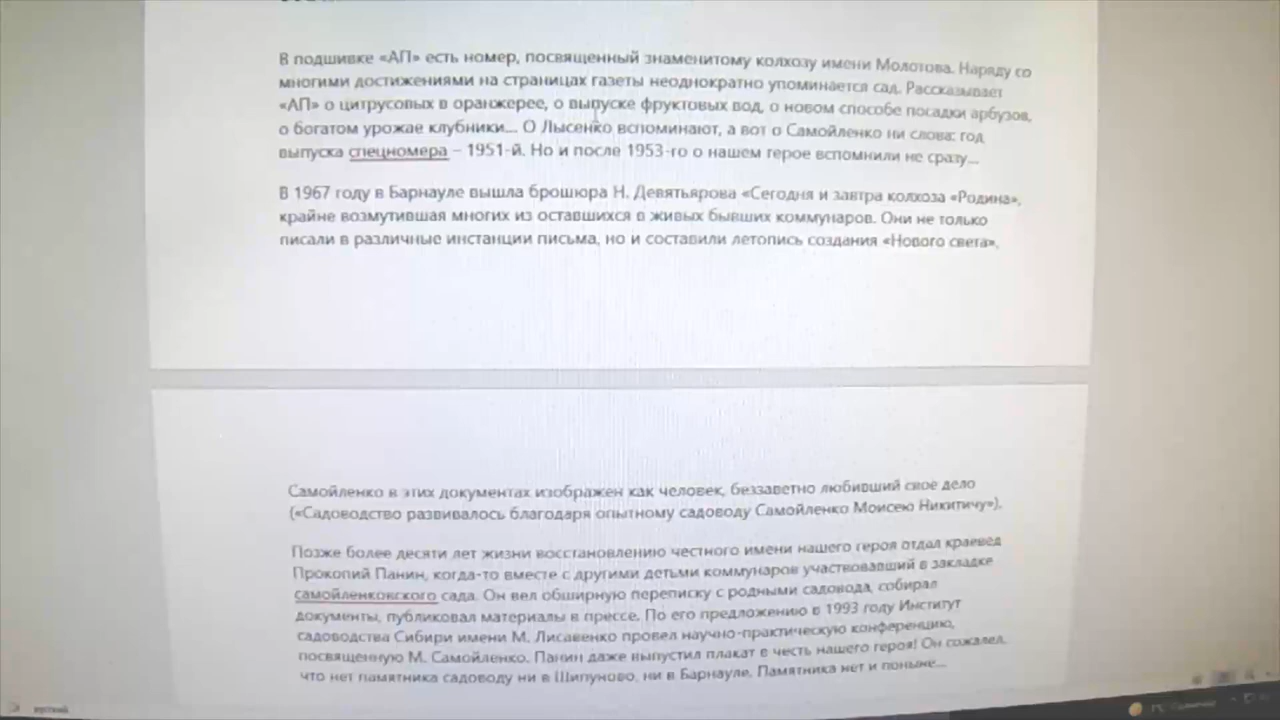 В подшивке «АП» есть номер, посвященный знаменитому колхозу имени Молотова. Наряду со
многими достижениями на страницах газеты неоднократно упоминается сад. Рассказывает
«АП» о цитрусовых в оранжерее, о выпуске фруктовых вод, о новом способе посадки арбузов,
о богатом урожае клубники... О Лысенко вспоминают, а вот о Самойленко ни слова: год
выпуска спецномера – 1951-й. Но и после 1953-го о нашем герое вспомнили не сразу...
В 1967 году в Барнауле вышла брошюра Н. Девятьярова «Сегодня и завтра колхоза «Родина»,
крайне возмутившая многих из оставшихся в живых бывших коммунаров. Они не только
писали в различные инстанции письма, но и составили летопись создания «Нового света».
Самойленко в этих документах изображен как человек, беззаветно любивший свое дело
(«Садоводство развивалось благодаря опытному садоводу Самойленко Моисею Никитичу»).
Позже более десяти лет жизни восстановлению честного имени нашего героя отдал краевед
Прокопий Панин, когда-то вместе с другими детьми коммунаров участвовавший в закладке
самойленковского сада. Он вел обширную переписку с родными садовода, собирал
документы, публиковал материалы в прессе. По его предложению в 1993 году Институт
садоводства Сибири имени М. Лисавенко провел научно-практическую конференцию,
посвященную М. Самойленко. Панин даже выпустил плакат в честь нашего героя! Он сожалел,
что нет памятника садоводу ни в Шипуново, ни в Барнауле. Памятника нет и поныне...
русский